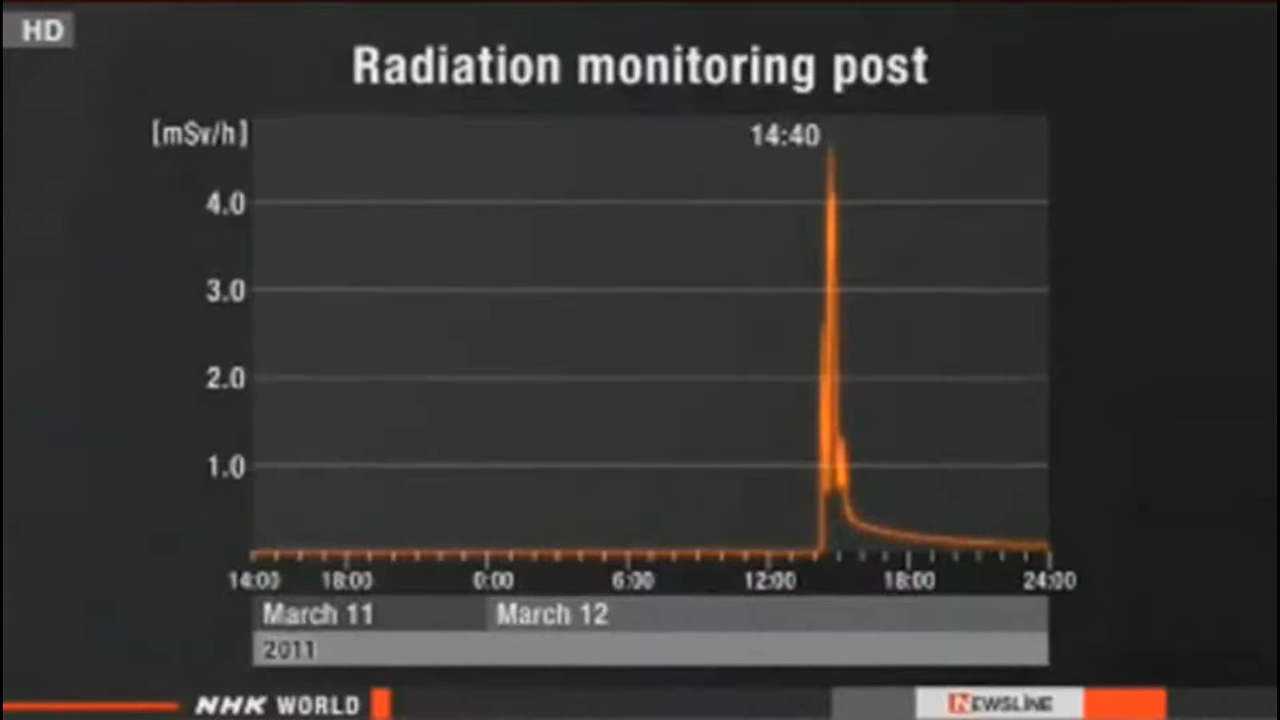 HD
Radiation monitoring post
[mSv/h]
14:40
4.0
3.0
2.0
1.0
14:00 18:00 0:00 6:00 12:00 18:00 24:00
March 11 March 12
2011
NHK WORLD
NEWSLINE